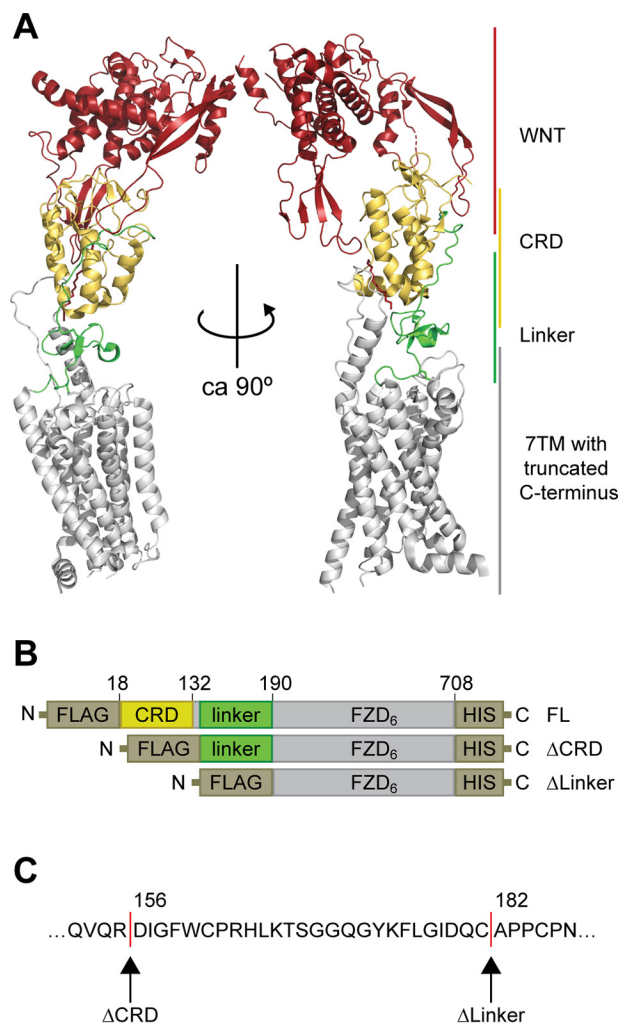 A
WNT
CRD
Linker
ca 90º
7TM with
truncated
C-terminus
B
18 132 190 708
N FLAG CRD linker FZD6 HIS C FL
N FLAG linker FZD6 HIS C ΔCRD
N FLAG FZD6 HIS C ΔLinker
C
156 182
...QVQR DIGFWCPRHLKTSGGQGYKFLGIDQC APPCPN...
ΔCRD ΔLinker